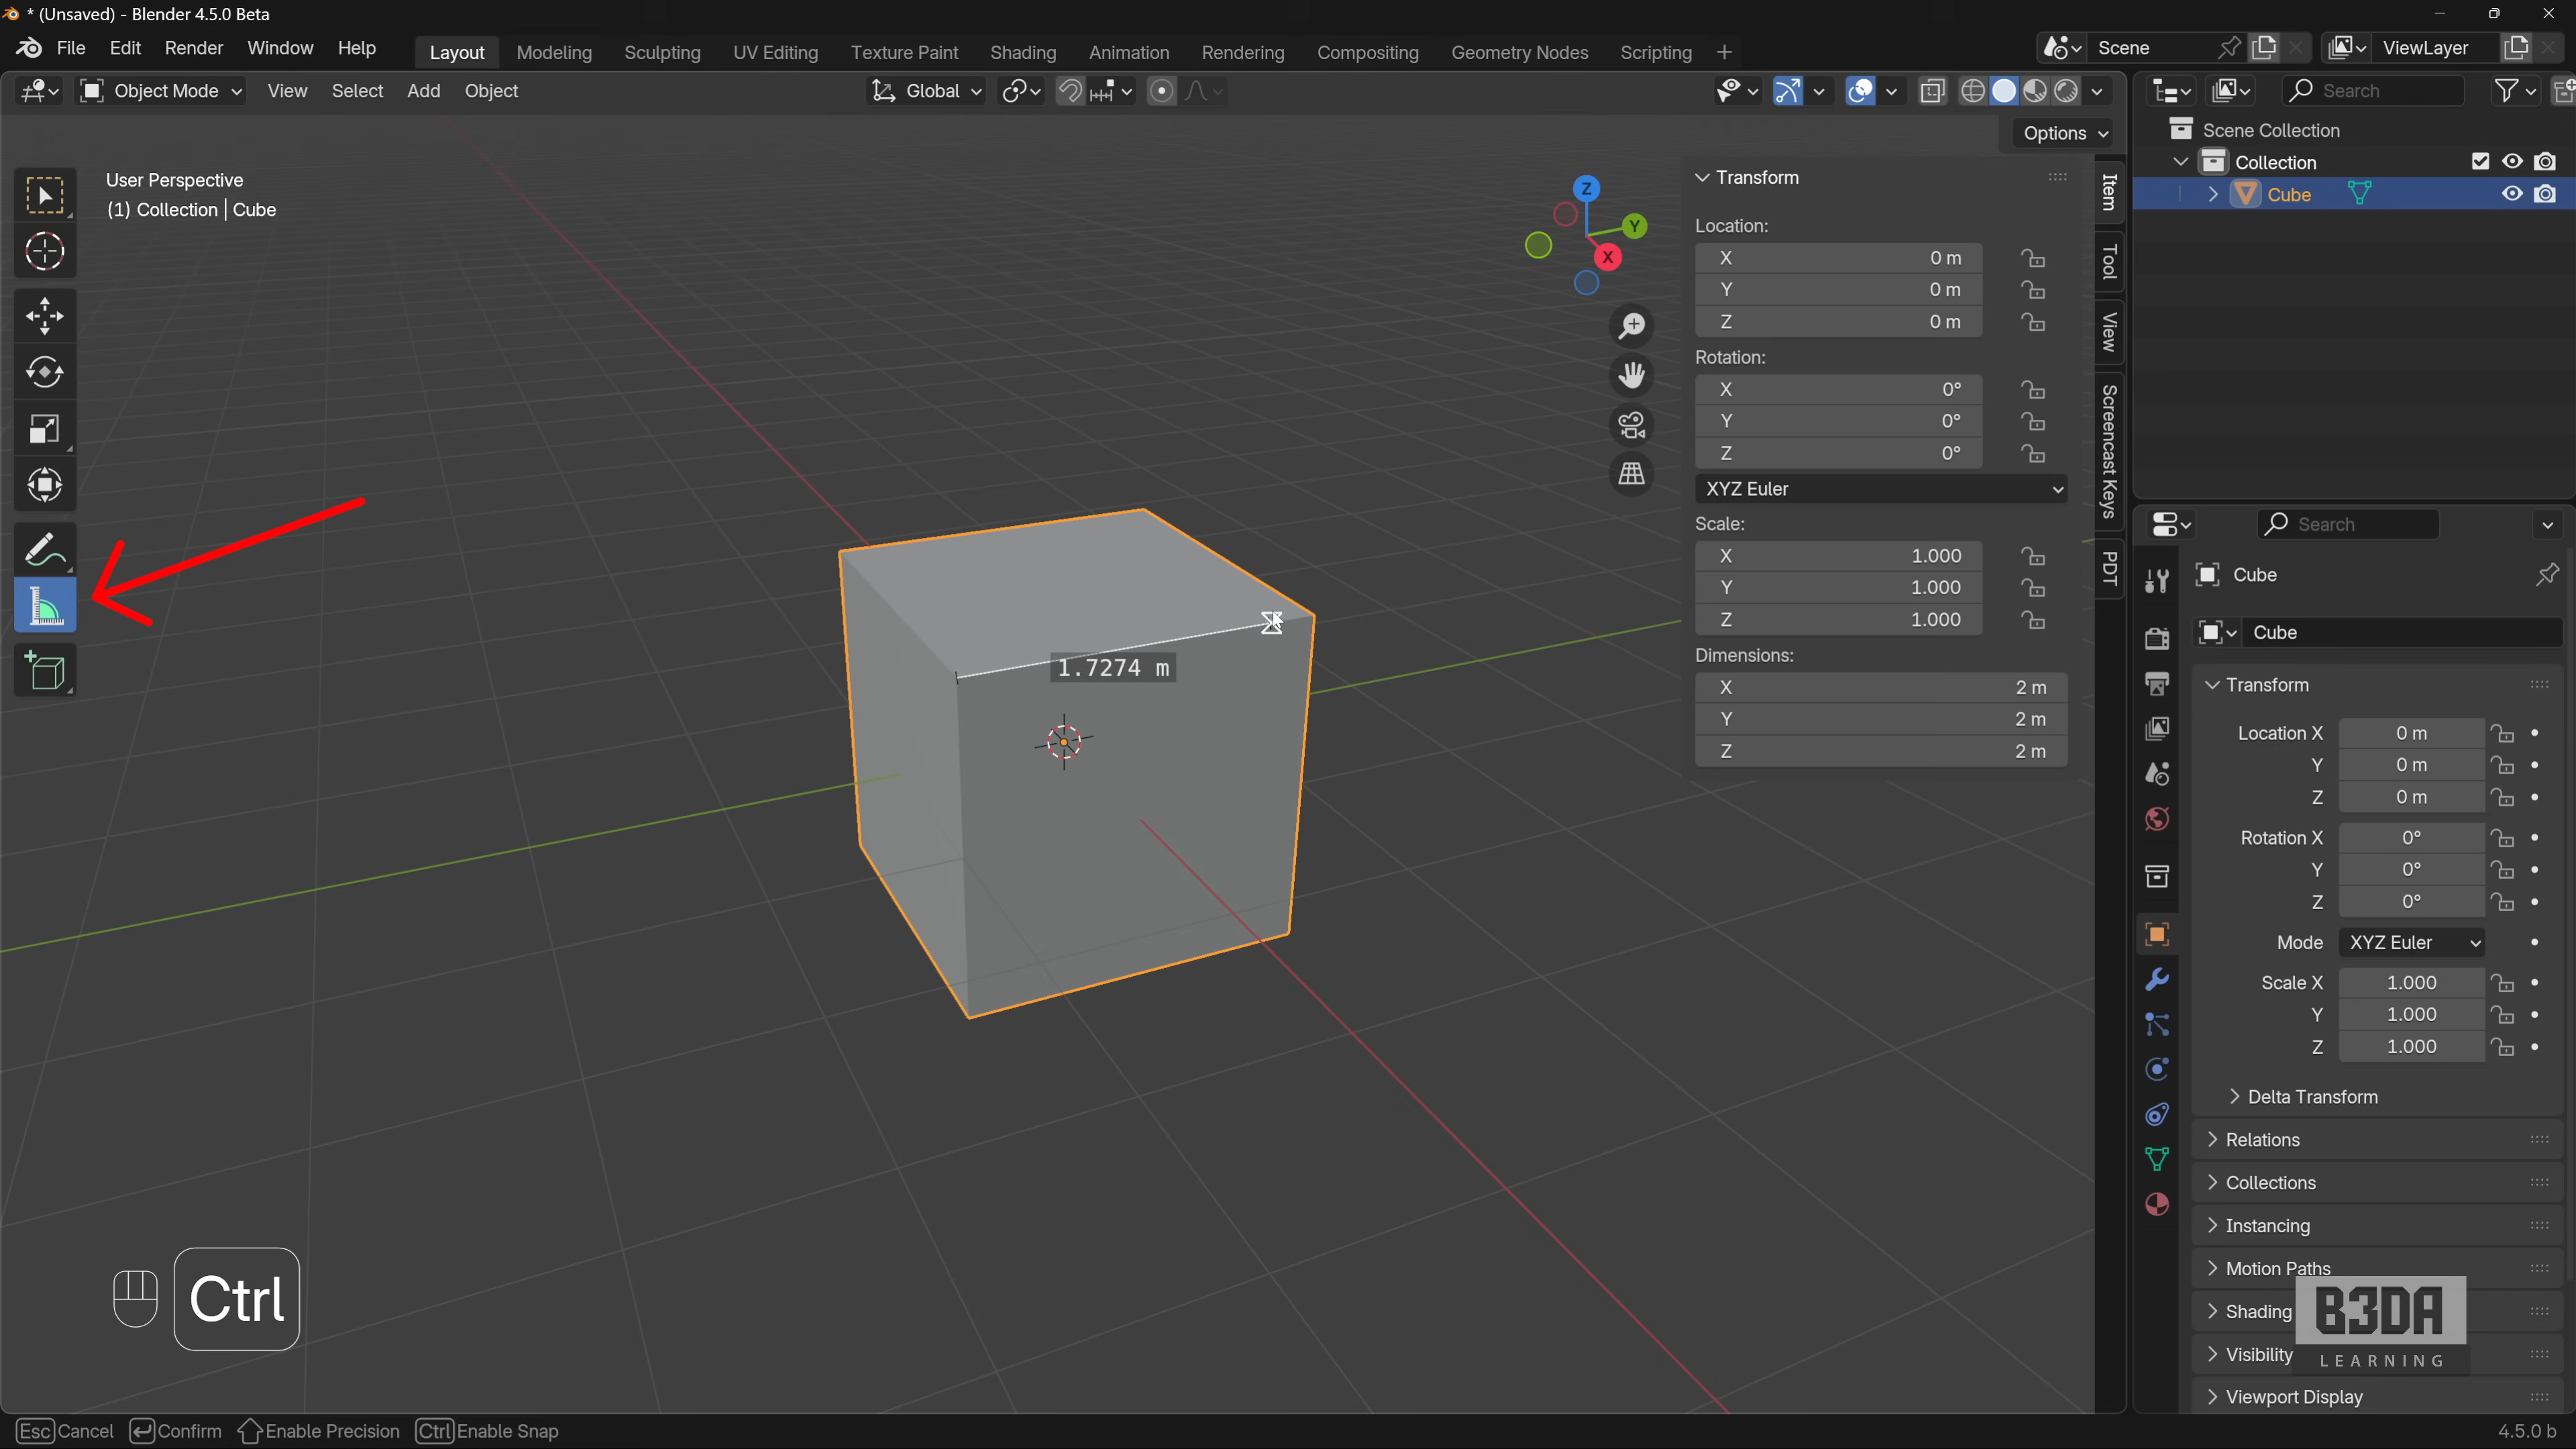 * (Unsaved) - Blender 4.5.0 Beta
File Edit Render Window Help Layout Modeling Sculpting UV Editing Texture Paint Shading Animation Rendering Compositing Geometry Nodes Scripting + Scene ViewLayer
Object Mode View Select Add Object Global Search
Options
User Perspective
(1) Collection | Cube
Z
Y
X
Transform
Location:
X 0 m
Y 0 m
Z 0 m
Rotation:
X 0°
Y 0°
Z 0°
XYZ Euler
Scale:
X 1.000
Y 1.000
Z 1.000
Dimensions:
X 2 m
Y 2 m
Z 2 m
Item
Tool
View
Screencast Keys
PDT
1.7274 m
Scene Collection
Collection
Cube
Search
Cube
Cube
Transform
Location X 0 m
Y 0 m
Z 0 m
Rotation X 0°
Y 0°
Z 0°
Mode XYZ Euler
Scale X 1.000
Y 1.000
Z 1.000
Delta Transform
Relations
Collections
Instancing
Motion Paths
Shading
Visibility
Viewport Display
B3DA
LEARNING
Ctrl
Esc Cancel Confirm Enable Precision Ctrl Enable Snap
4.5.0 b